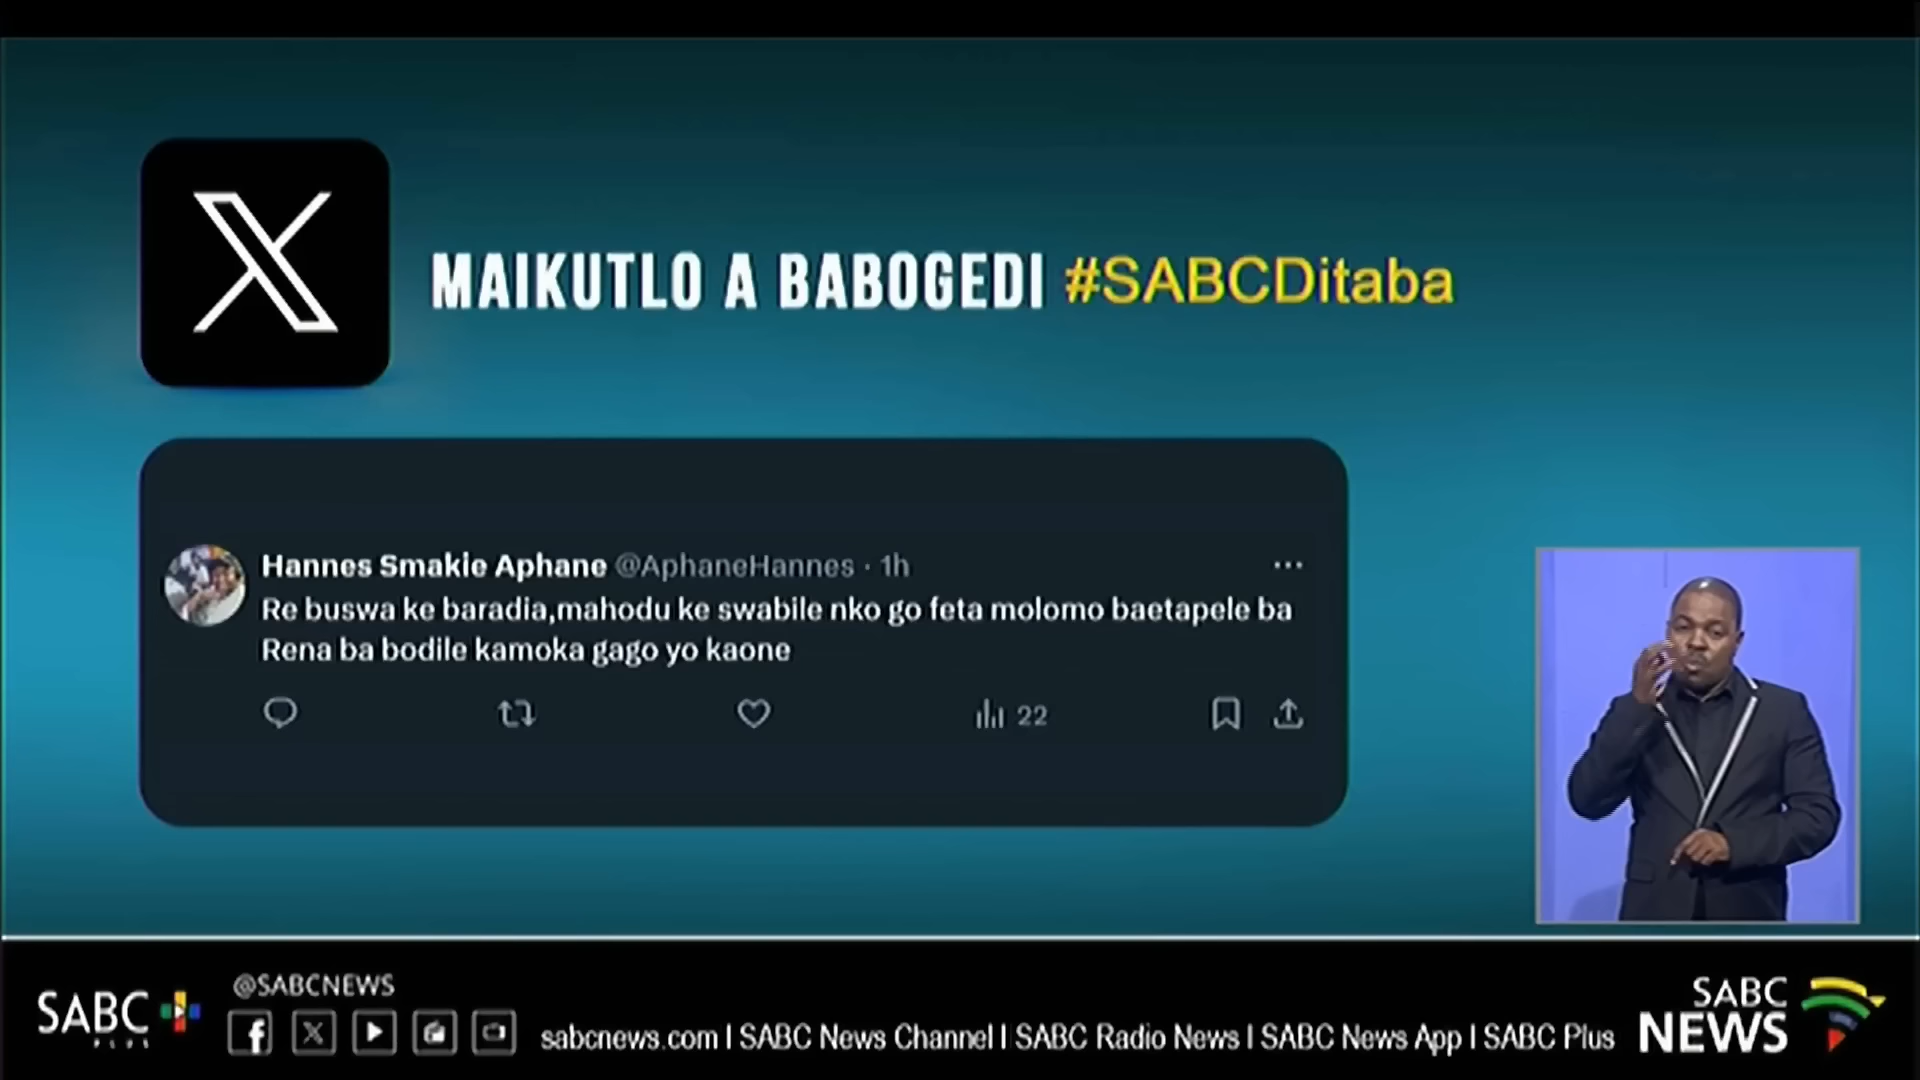 MAIKUTLO A BABOGEDI #SABCDitaba
Hannes Smakie Aphane @AphaneHannes · 1h
Re buswa ke baradia,mahodu ke swabile nko go feta molomo baetapele ba
Rena ba bodile kamoka gago yo kaone
22
SABC
PLUS
@SABCNEWS
sabcnews.com I SABC News Channel I SABC Radio News I SABC News App I SABC Plus
SABC
NEWS